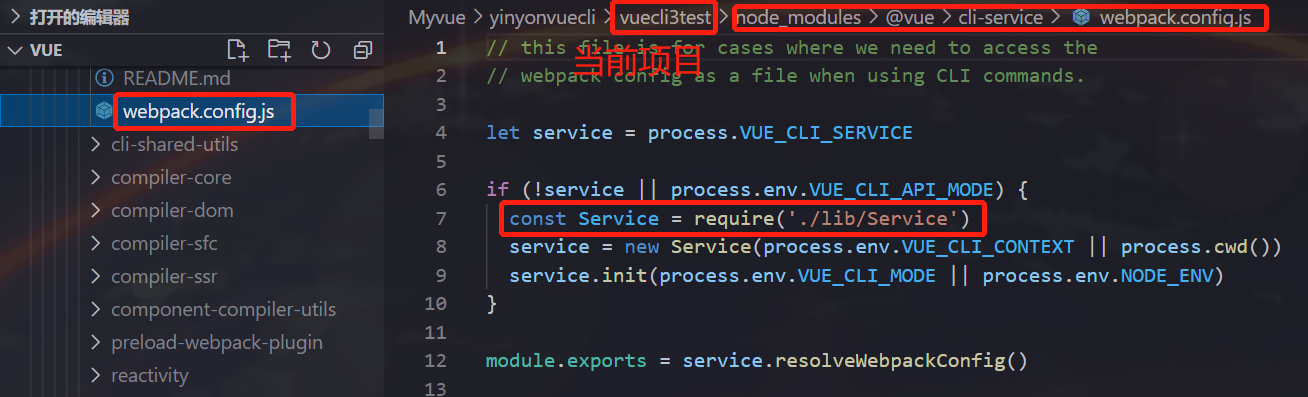 打开的编辑器
VUE
README.md
webpack.config.js
cli-shared-utils
compiler-core
compiler-dom
compiler-sfc
compiler-ssr
component-compiler-utils
preload-webpack-plugin
reactivity
Myvue > yinyonvuecli > vuecli3test > node_modules > @vue > cli-service > webpack.config.js
当前项目
1 // this file is for cases where we need to access the
2 // webpack config as a file when using CLI commands.
3
4 let service = process.VUE_CLI_SERVICE
5
6 if (!service || process.env.VUE_CLI_API_MODE) {
7 const Service = require('./lib/Service')
8 service = new Service(process.env.VUE_CLI_CONTEXT || process.cwd())
9 service.init(process.env.VUE_CLI_MODE || process.env.NODE_ENV)
10 }
11
12 module.exports = service.resolveWebpackConfig()
13